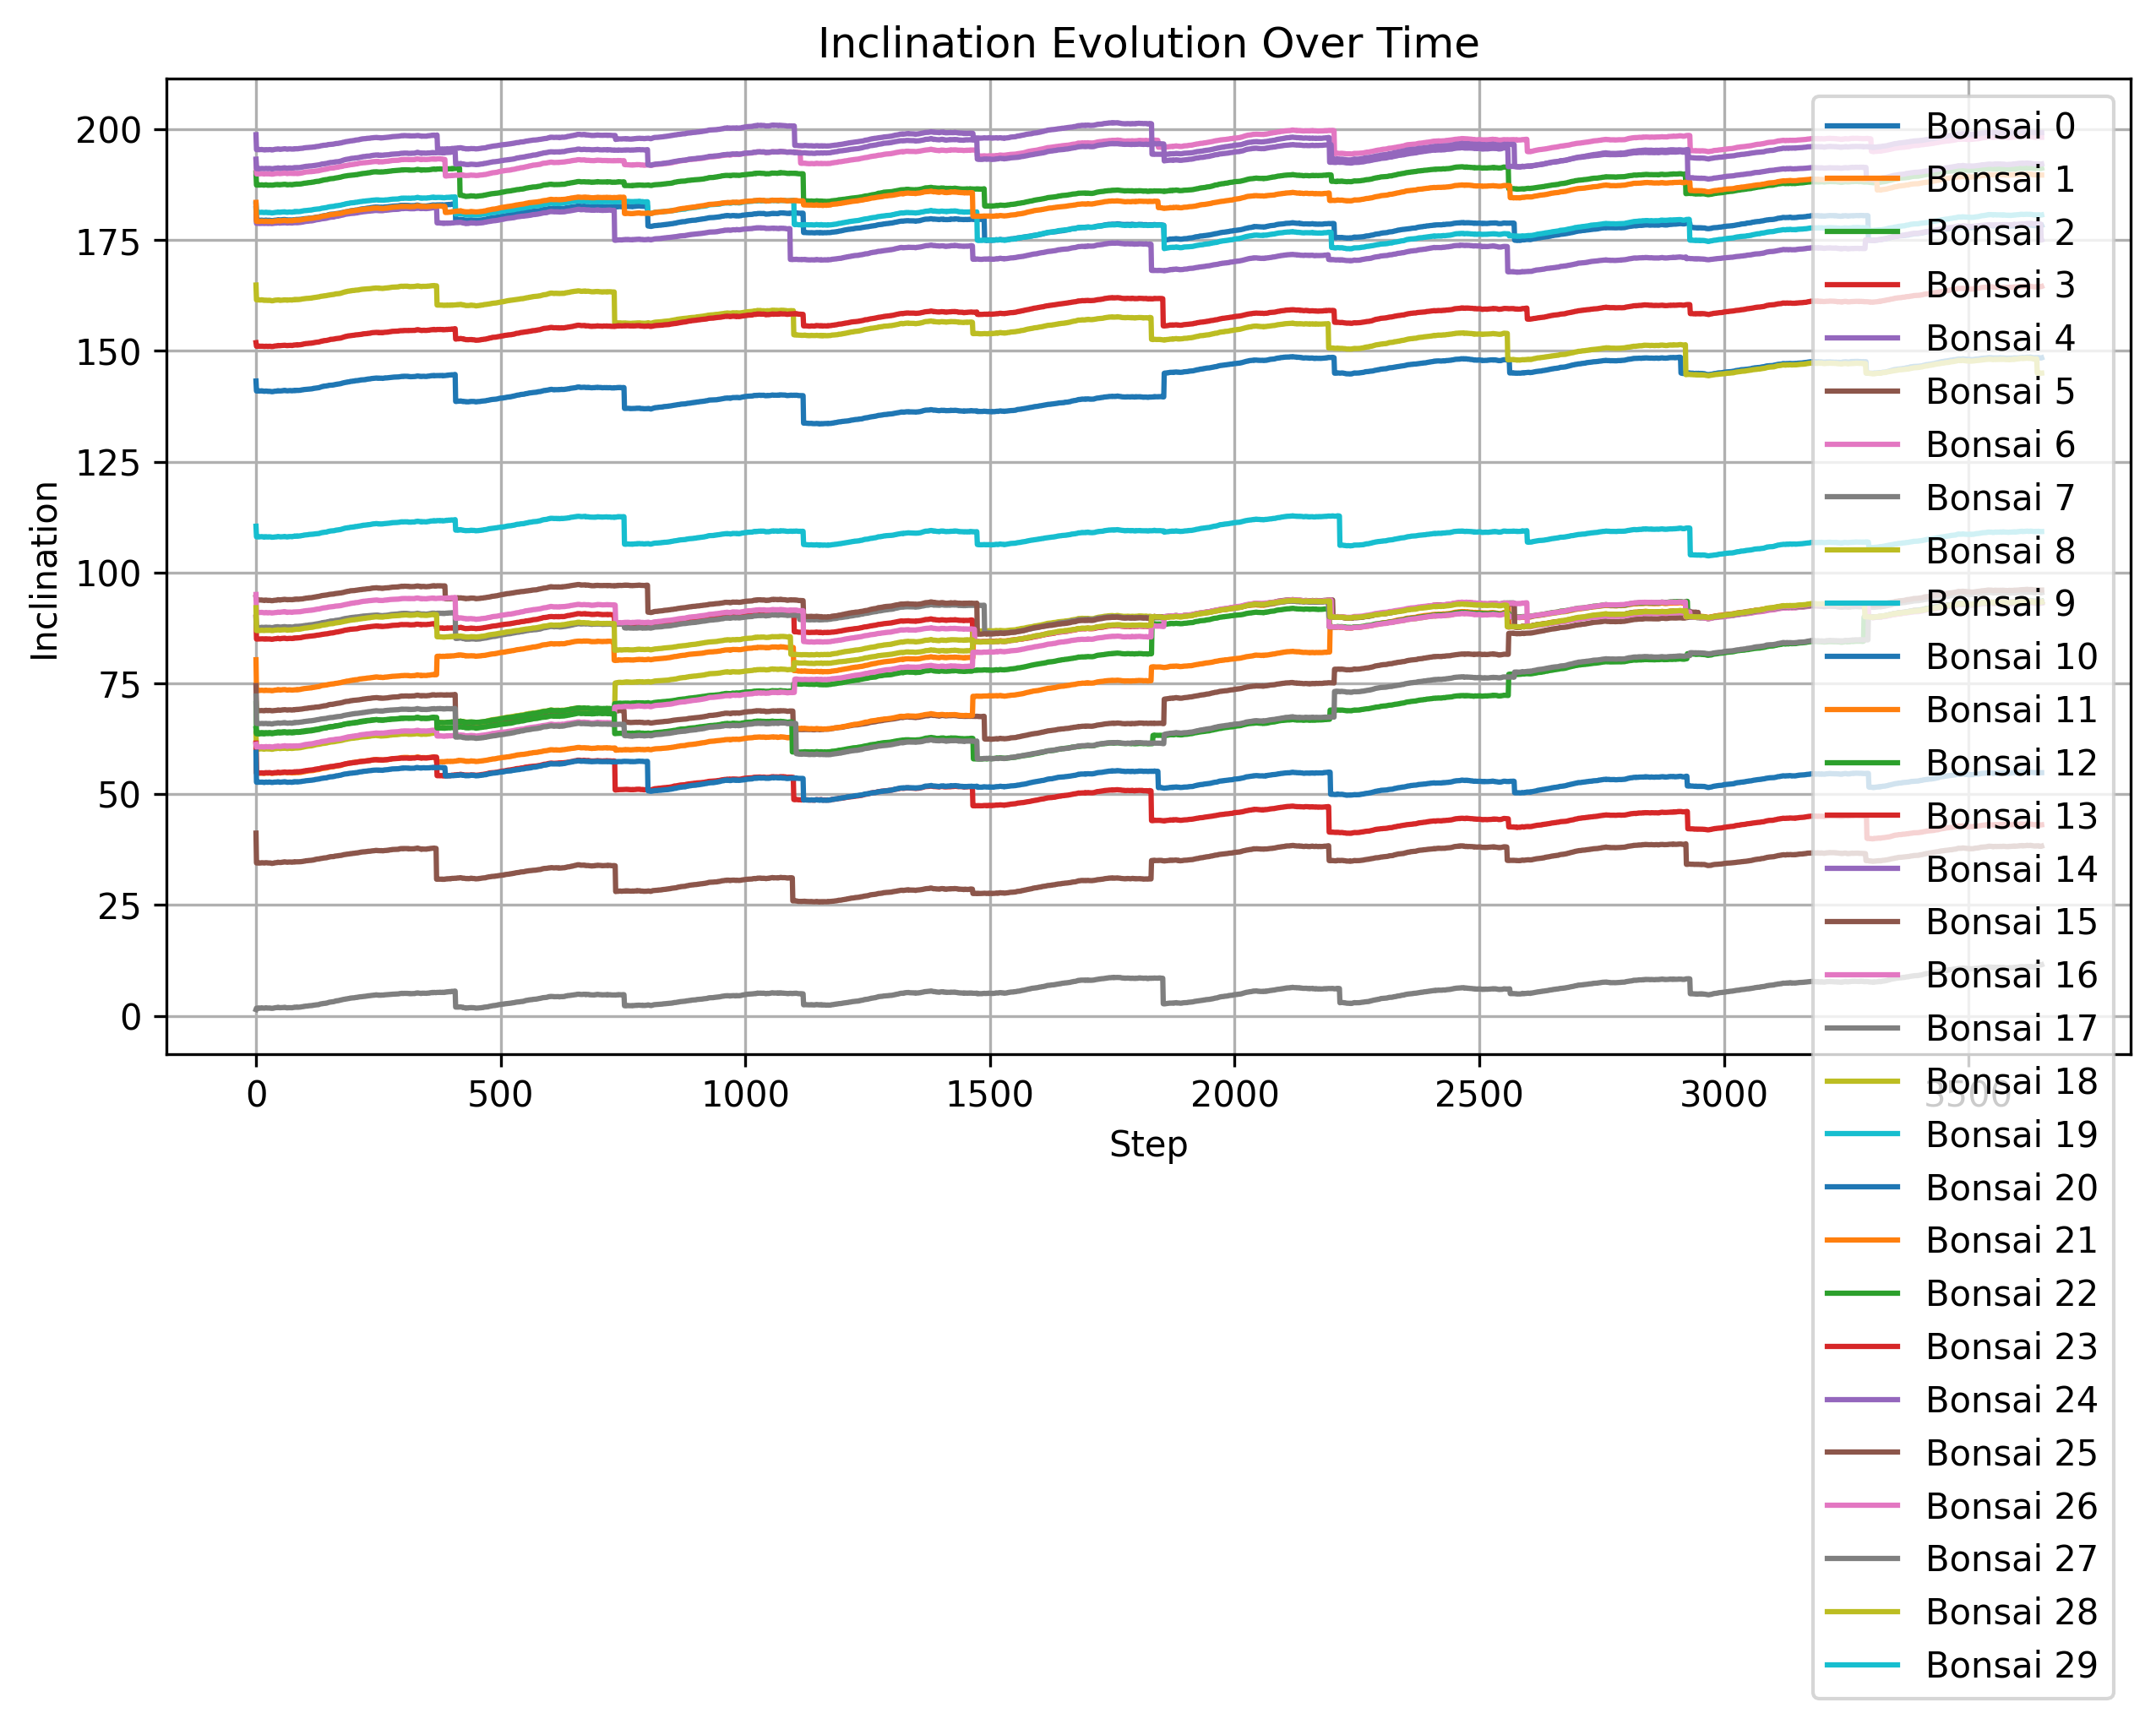 Inclination Evolution Over Time
Inclination
200
175
150
125
100
75
50
25
0
0 500 1000 1500 2000 2500 3000 3500
Step
Bonsai 0
Bonsai 1
Bonsai 2
Bonsai 3
Bonsai 4
Bonsai 5
Bonsai 6
Bonsai 7
Bonsai 8
Bonsai 9
Bonsai 10
Bonsai 11
Bonsai 12
Bonsai 13
Bonsai 14
Bonsai 15
Bonsai 16
Bonsai 17
Bonsai 18
Bonsai 19
Bonsai 20
Bonsai 21
Bonsai 22
Bonsai 23
Bonsai 24
Bonsai 25
Bonsai 26
Bonsai 27
Bonsai 28
Bonsai 29